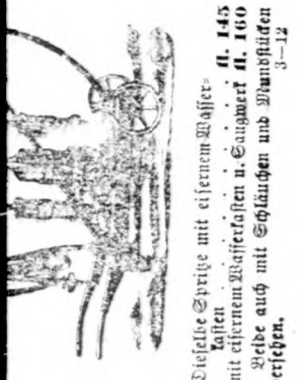 Dieselbe Spritze mit eisernem Wasser=
kasten . . . . . . . . fl. 145
mit eisernem Wasserkasten u. Saugwerk fl. 160
Beide auch mit Schläuchen und Mundstücken
versehen.
3—12